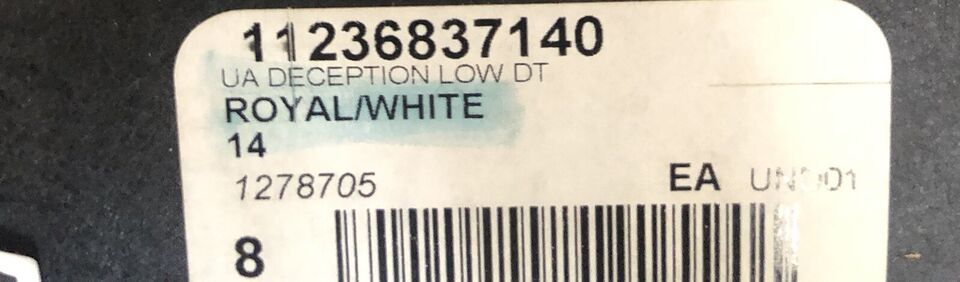 11236837140
UA DECEPTION LOW DT
ROYAL/WHITE
14
1278705 EA
8